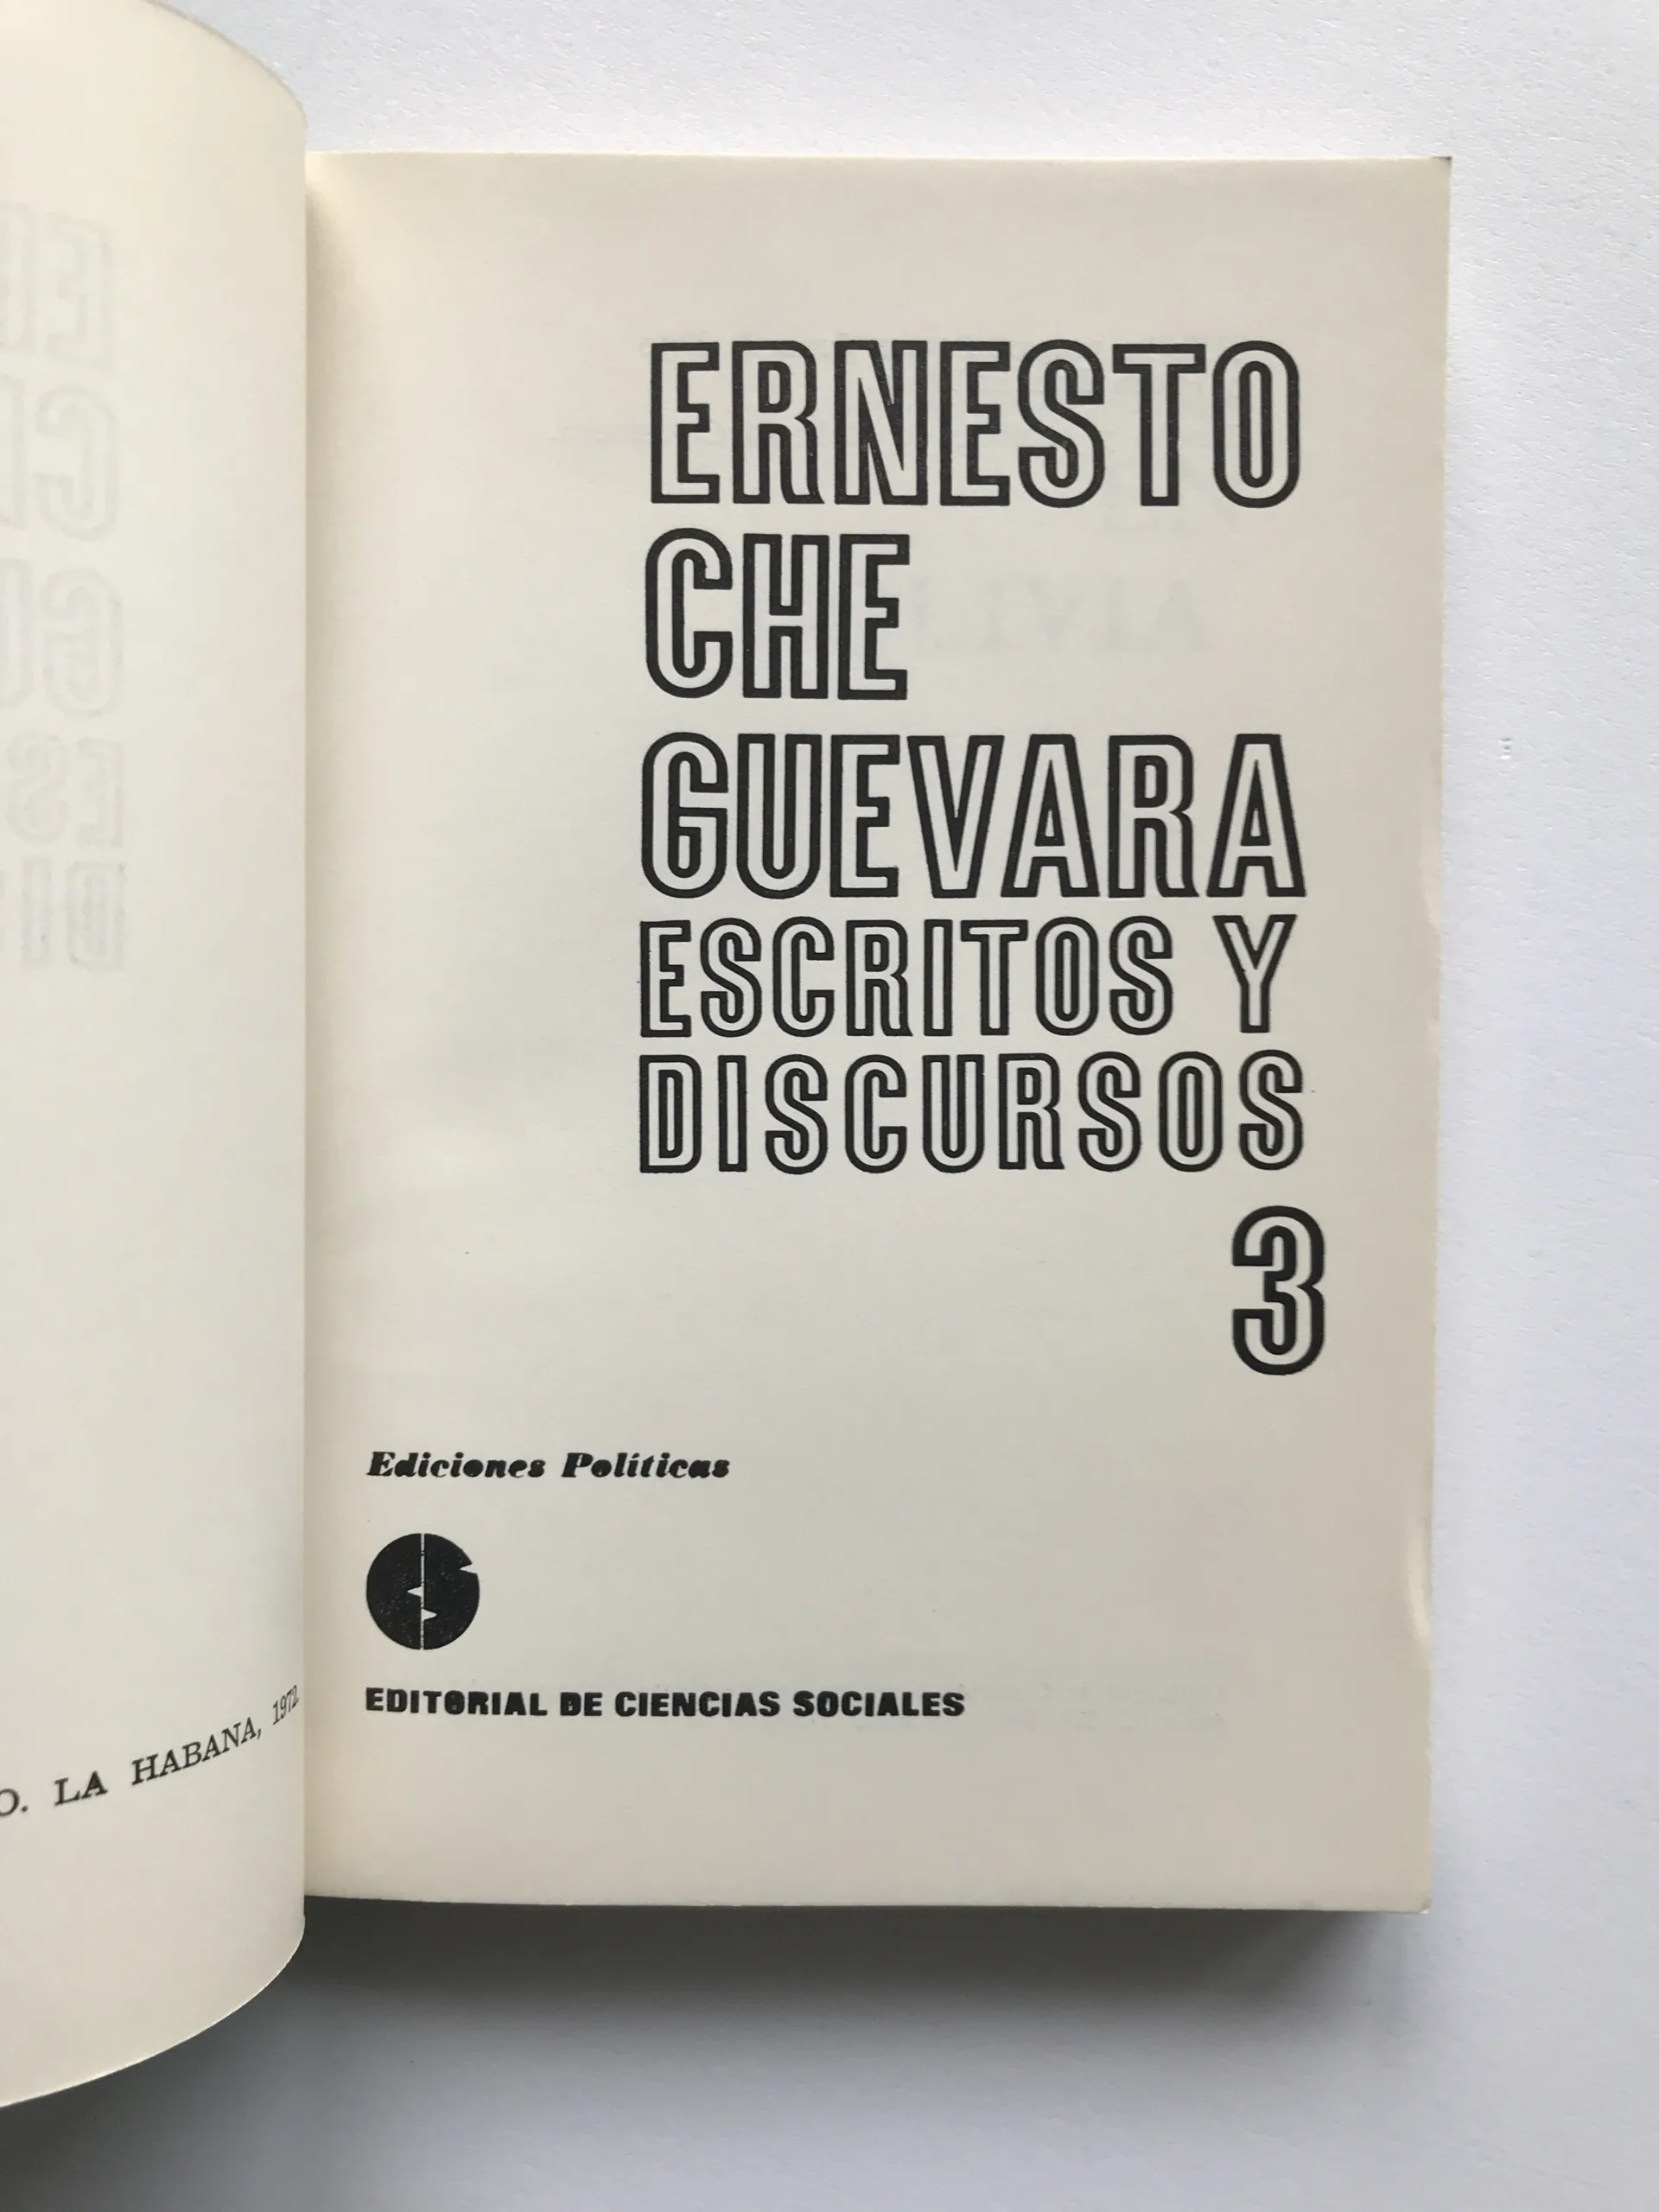 O. LA HABANA, 1972
ERNESTO
CHE
GUEVARA
ESCRITOS Y
DISCURSOS
3
Ediciones Políticas
EDITORIAL DE CIENCIAS SOCIALES